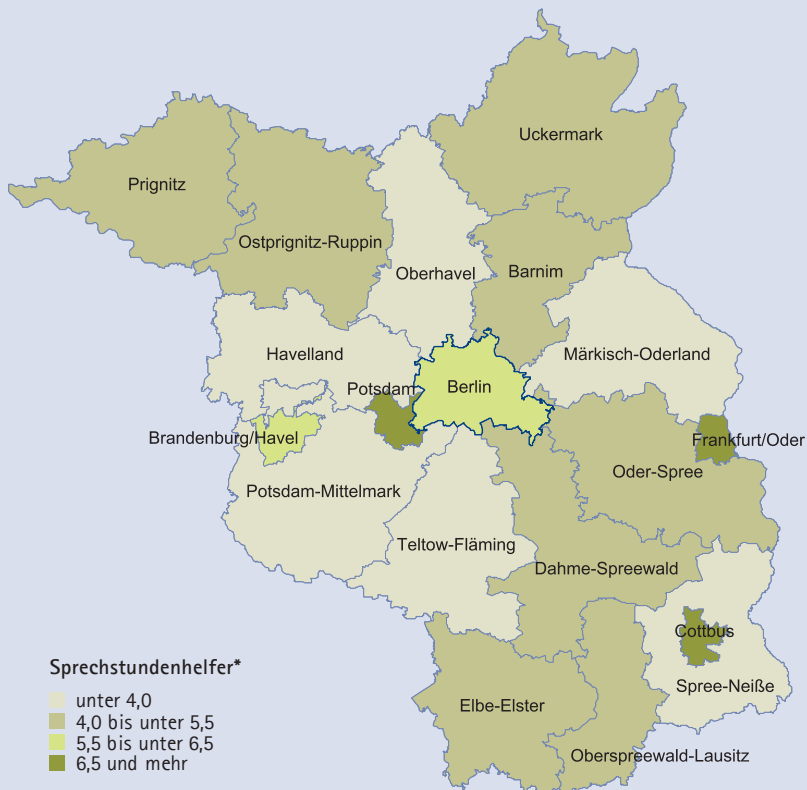 Uckermark
Prignitz
Ostprignitz-Ruppin
Oberhavel
Barnim
Havelland
Märkisch-Oderland
Potsdam
Berlin
Brandenburg/Havel
Frankfurt/Oder
Oder-Spree
Potsdam-Mittelmark
Teltow-Fläming
Dahme-Spreewald
Cottbus
Spree-Neiße
Elbe-Elster
Oberspreewald-Lausitz
Sprechstundenhelfer*
unter 4,0
4,0 bis unter 5,5
5,5 bis unter 6,5
6,5 und mehr